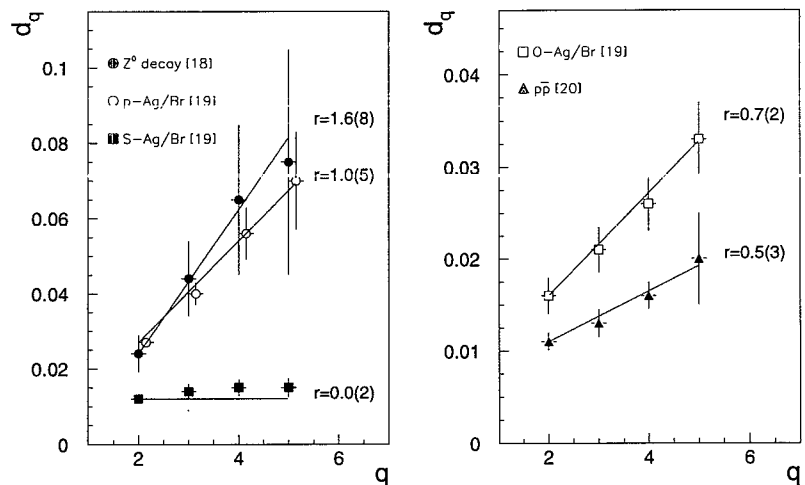 d_q
0.1
0.08
0.06
0.04
0.02
0
Z⁰ decay [18]
p-Ag/Br [19]
S-Ag/Br [19]
r=1.6(8)
r=1.0(5)
r=0.0(2)
2
4
6
q
d_q
0.04
0.03
0.02
0.01
0
O-Ag/Br [19]
pp̅ [20]
r=0.7(2)
r=0.5(3)
2
4
6
q